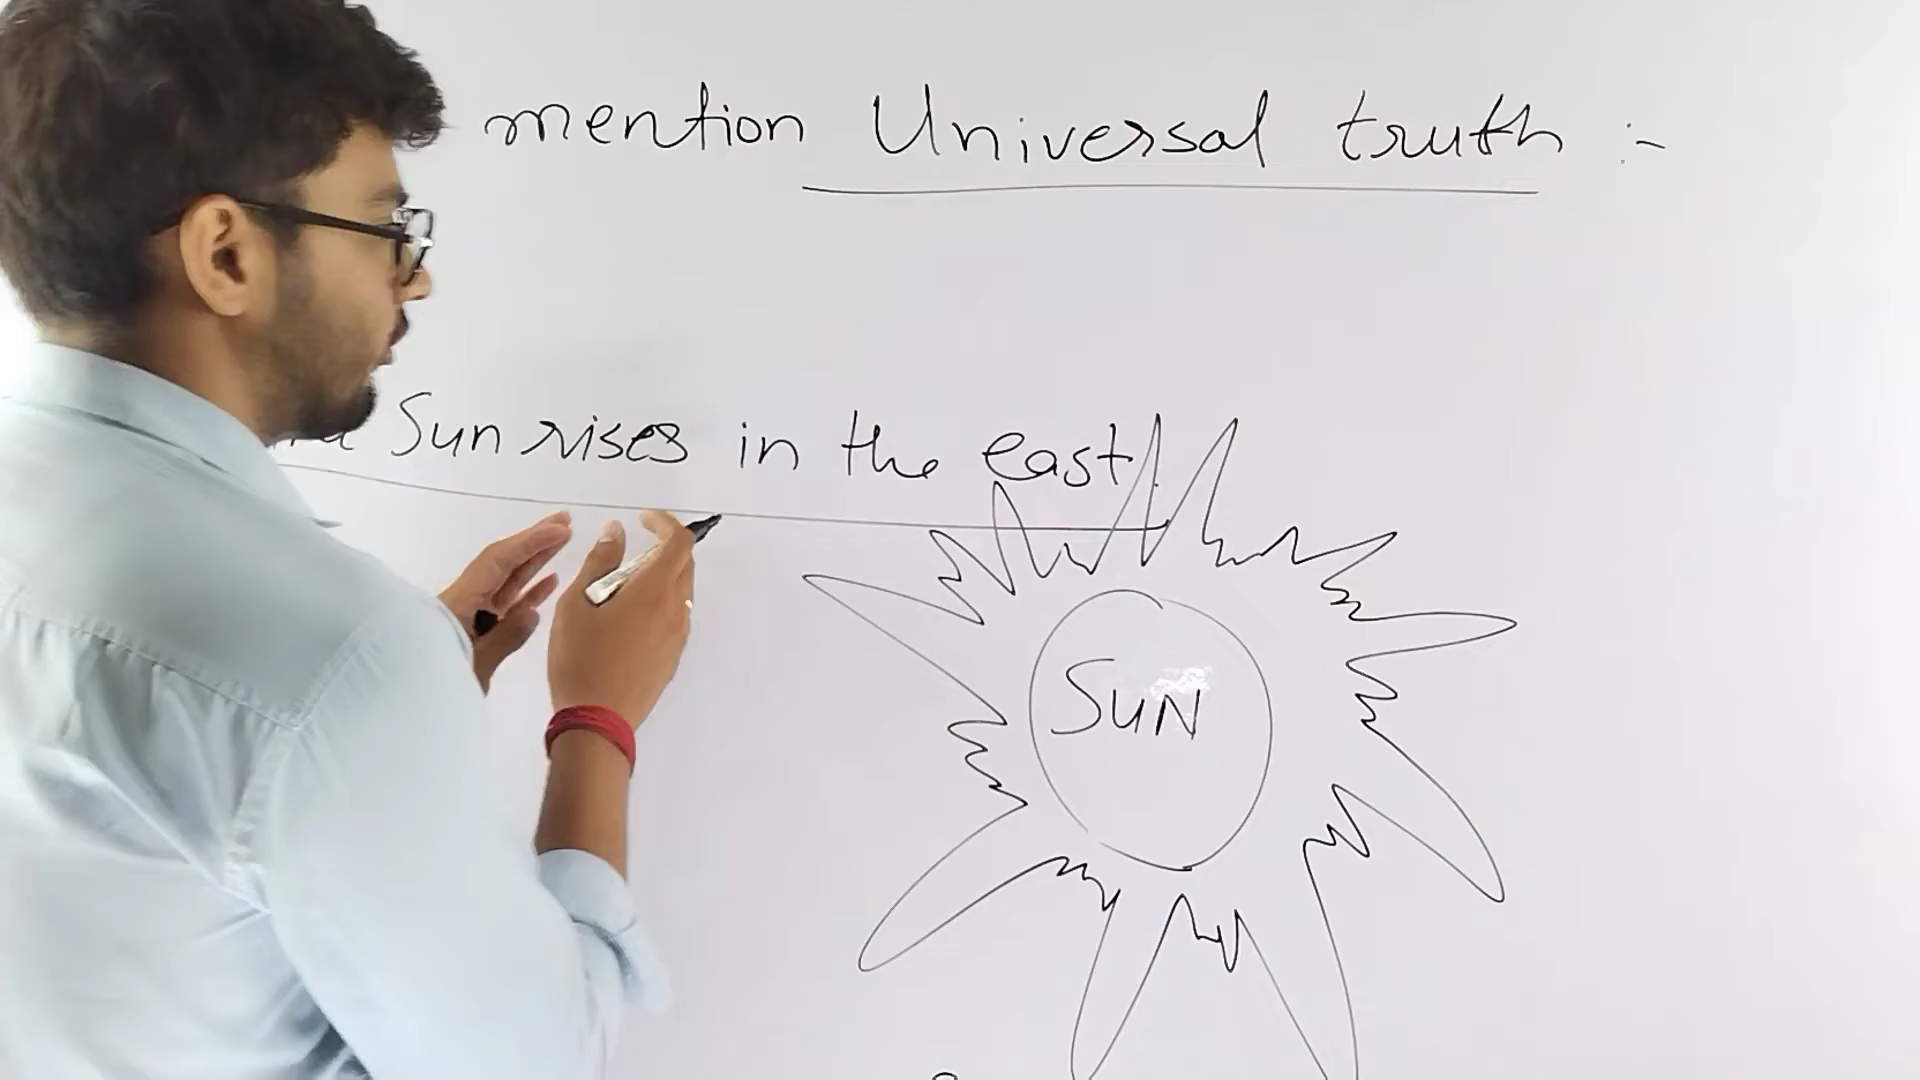 mention Universal truth :-
Sun rises in the east.
SUN